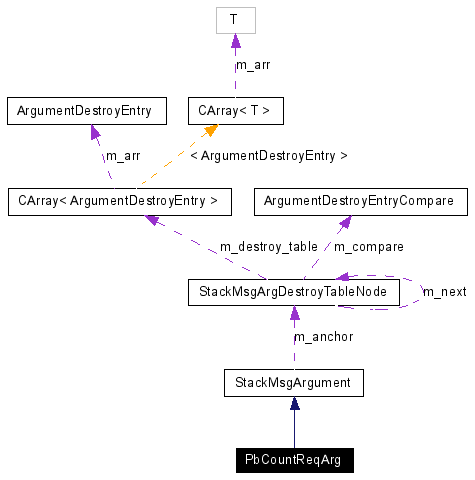 T
m_arr
ArgumentDestroyEntry
CArray< T >
m_arr
< ArgumentDestroyEntry >
CArray< ArgumentDestroyEntry >
ArgumentDestroyEntryCompare
m_destroy_table
m_compare
StackMsgArgDestroyTableNode
m_next
m_anchor
StackMsgArgument
PbCountReqArg